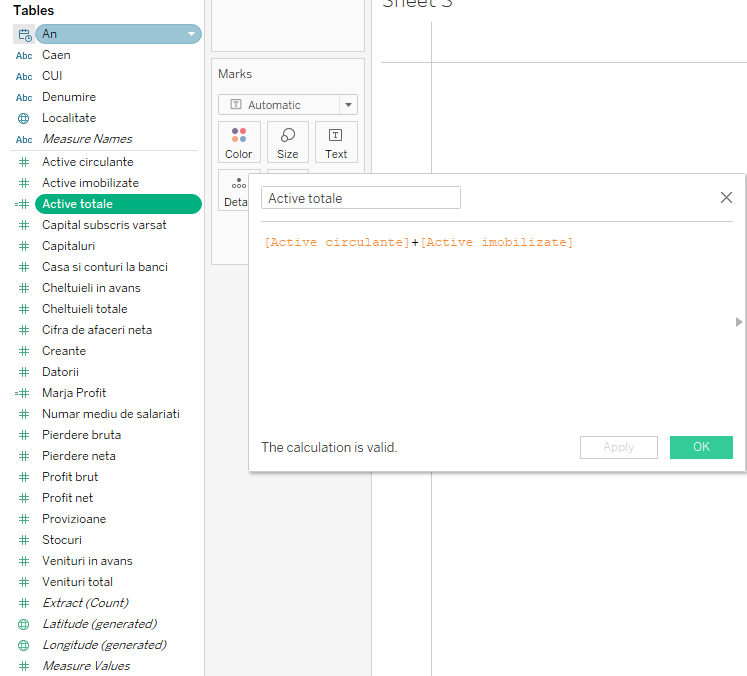 Tables
An
Abc Caen
Abc CUI
Abc Denumire
Localitate
Abc Measure Names
Active circulante
Active imobilizate
Active totale
Capital subscris varsat
Capitaluri
Casa si conturi la banci
Cheltuieli in avans
Cheltuieli totale
Cifra de afaceri neta
Creante
Datorii
Marja Profit
Numar mediu de salariati
Pierdere bruta
Pierdere neta
Profit brut
Profit net
Provizioane
Stocuri
Venituri in avans
Venituri total
Extract (Count)
Latitude (generated)
Longitude (generated)
Measure Values
Marks
T Automatic
Color
Size
T
Text
Deta
Sheet 3
Active totale
[Active circulante]+[Active imobilizate]
The calculation is valid.
Apply
OK